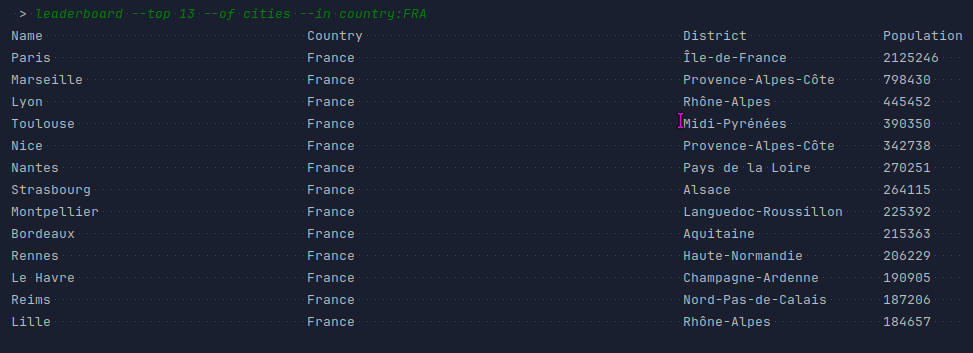 > leaderboard --top 13 --of cities --in country:FRA
Name Country District Population
Paris France Île-de-France 2125246
Marseille France Provence-Alpes-Côte 798430
Lyon France Rhône-Alpes 445452
Toulouse France Midi-Pyrénées 390350
Nice France Provence-Alpes-Côte 342738
Nantes France Pays de la Loire 270251
Strasbourg France Alsace 264115
Montpellier France Languedoc-Roussillon 225392
Bordeaux France Aquitaine 215363
Rennes France Haute-Normandie 206229
Le Havre France Champagne-Ardenne 190905
Reims France Nord-Pas-de-Calais 187206
Lille France Rhône-Alpes 184657